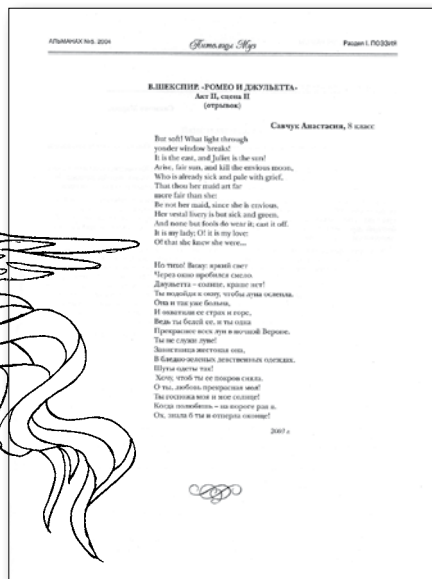 АЛЬМАНАХ №5. 2004
Питомцы Муз
Раздел I. ПОЭЗИЯ
В.ШЕКСПИР. «РОМЕО И ДЖУЛЬЕТТА»
Акт II, сцена II
(отрывок)
Савчук Анастасия, 8 класс
But soft! What light through
yonder window breaks!
It is the east, and Juliet is the sun!
Arise, fair sun, and kill the envious moon,
Who is already sick and pale with grief,
That thou her maid art far
more fair than she:
Be not her maid, since she is envious,
Her vestal livery is but sick and green,
And none but fools do wear it; cast it off.
It is my lady; O! it is my love:
O! that she knew she were...
Но тихо! Вижу: яркий свет
Через окно пробился смело.
Джульетта – солнце, краше нет!
Ты подойди к окну, чтобы луна ослепла.
Она и так уже больна,
И охватили ее страх и горе,
Ведь ты белей ее, и ты одна
Прекраснее всех лун в ночной Вероне.
Ты не служи луне!
Завистница жестокая она,
В бледно-зеленых девственных одеждах.
Шуты одеты так!
Хочу, чтоб ты ее покров сняла.
О ты, любовь прекрасная моя!
Ты госпожа моя и мое солнце!
Когда полюбишь – на пороге рая я.
Ох, знала б ты и отперла оконце!
2003 г.